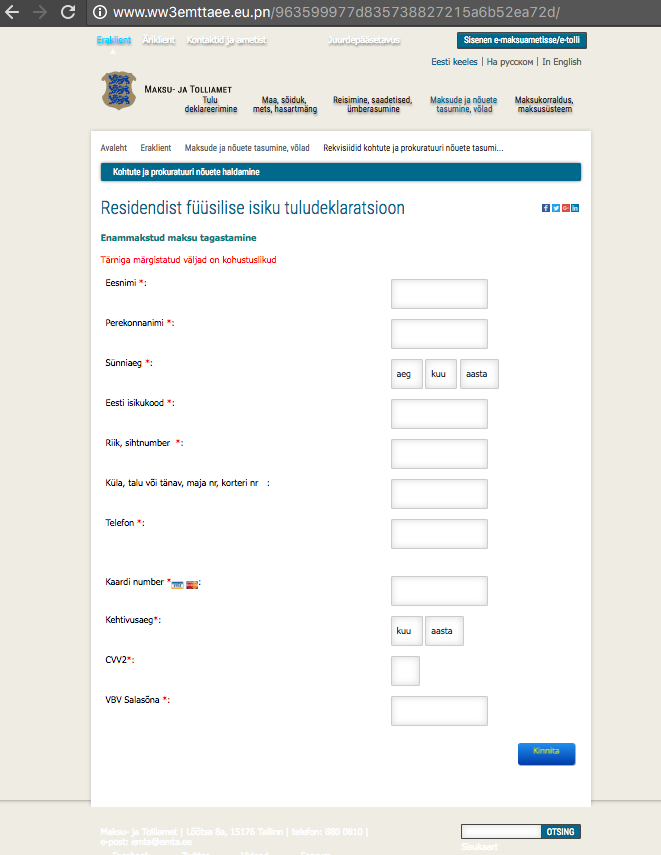 www.ww3emttaee.eu.pn/963599977d835738827215a6b52ea72d/
Eraklient Äriklient Kontaktid ja ametist Juurdepääsetavus Sisenen e-maksuametisse/e-tolli
Eesti keeles | На русском | In English
MAKSU- JA TOLLIAMET
Tulu deklareerimine
Maa, sõiduk, mets, hasartmäng
Reisimine, saadetised, ümberasumine
Maksude ja nõuete tasumine, võlad
Maksukorraldus, maksusüsteem
Avaleht Eraklient Maksude ja nõuete tasumine, võlad Rekvisiidid kohtute ja prokuratuuri nõuete tasumi...
Kohtute ja prokuratuuri nõuete haldamine
Residendist füüsilise isiku tuludeklaratsioon
Enammakstud maksu tagastamine
Tärniga märgistatud väljad on kohustuslikud
Eesnimi *:
Perekonnanimi *:
Sünniaeg *: aeg kuu aasta
Eesti isikukood *:
Riik, sihtnumber *:
Küla, talu või tänav, maja nr, korteri nr :
Telefon *:
Kaardi number *:
Kehtivusaeg*: kuu aasta
CVV2*:
VBV Salasõna *:
Kinnita
Maksu- ja Tolliamet | Lõõtsa 8a, 15176 Tallinn | telefon: 880 0810 |
e-post: emta@emta.ee
OTSING